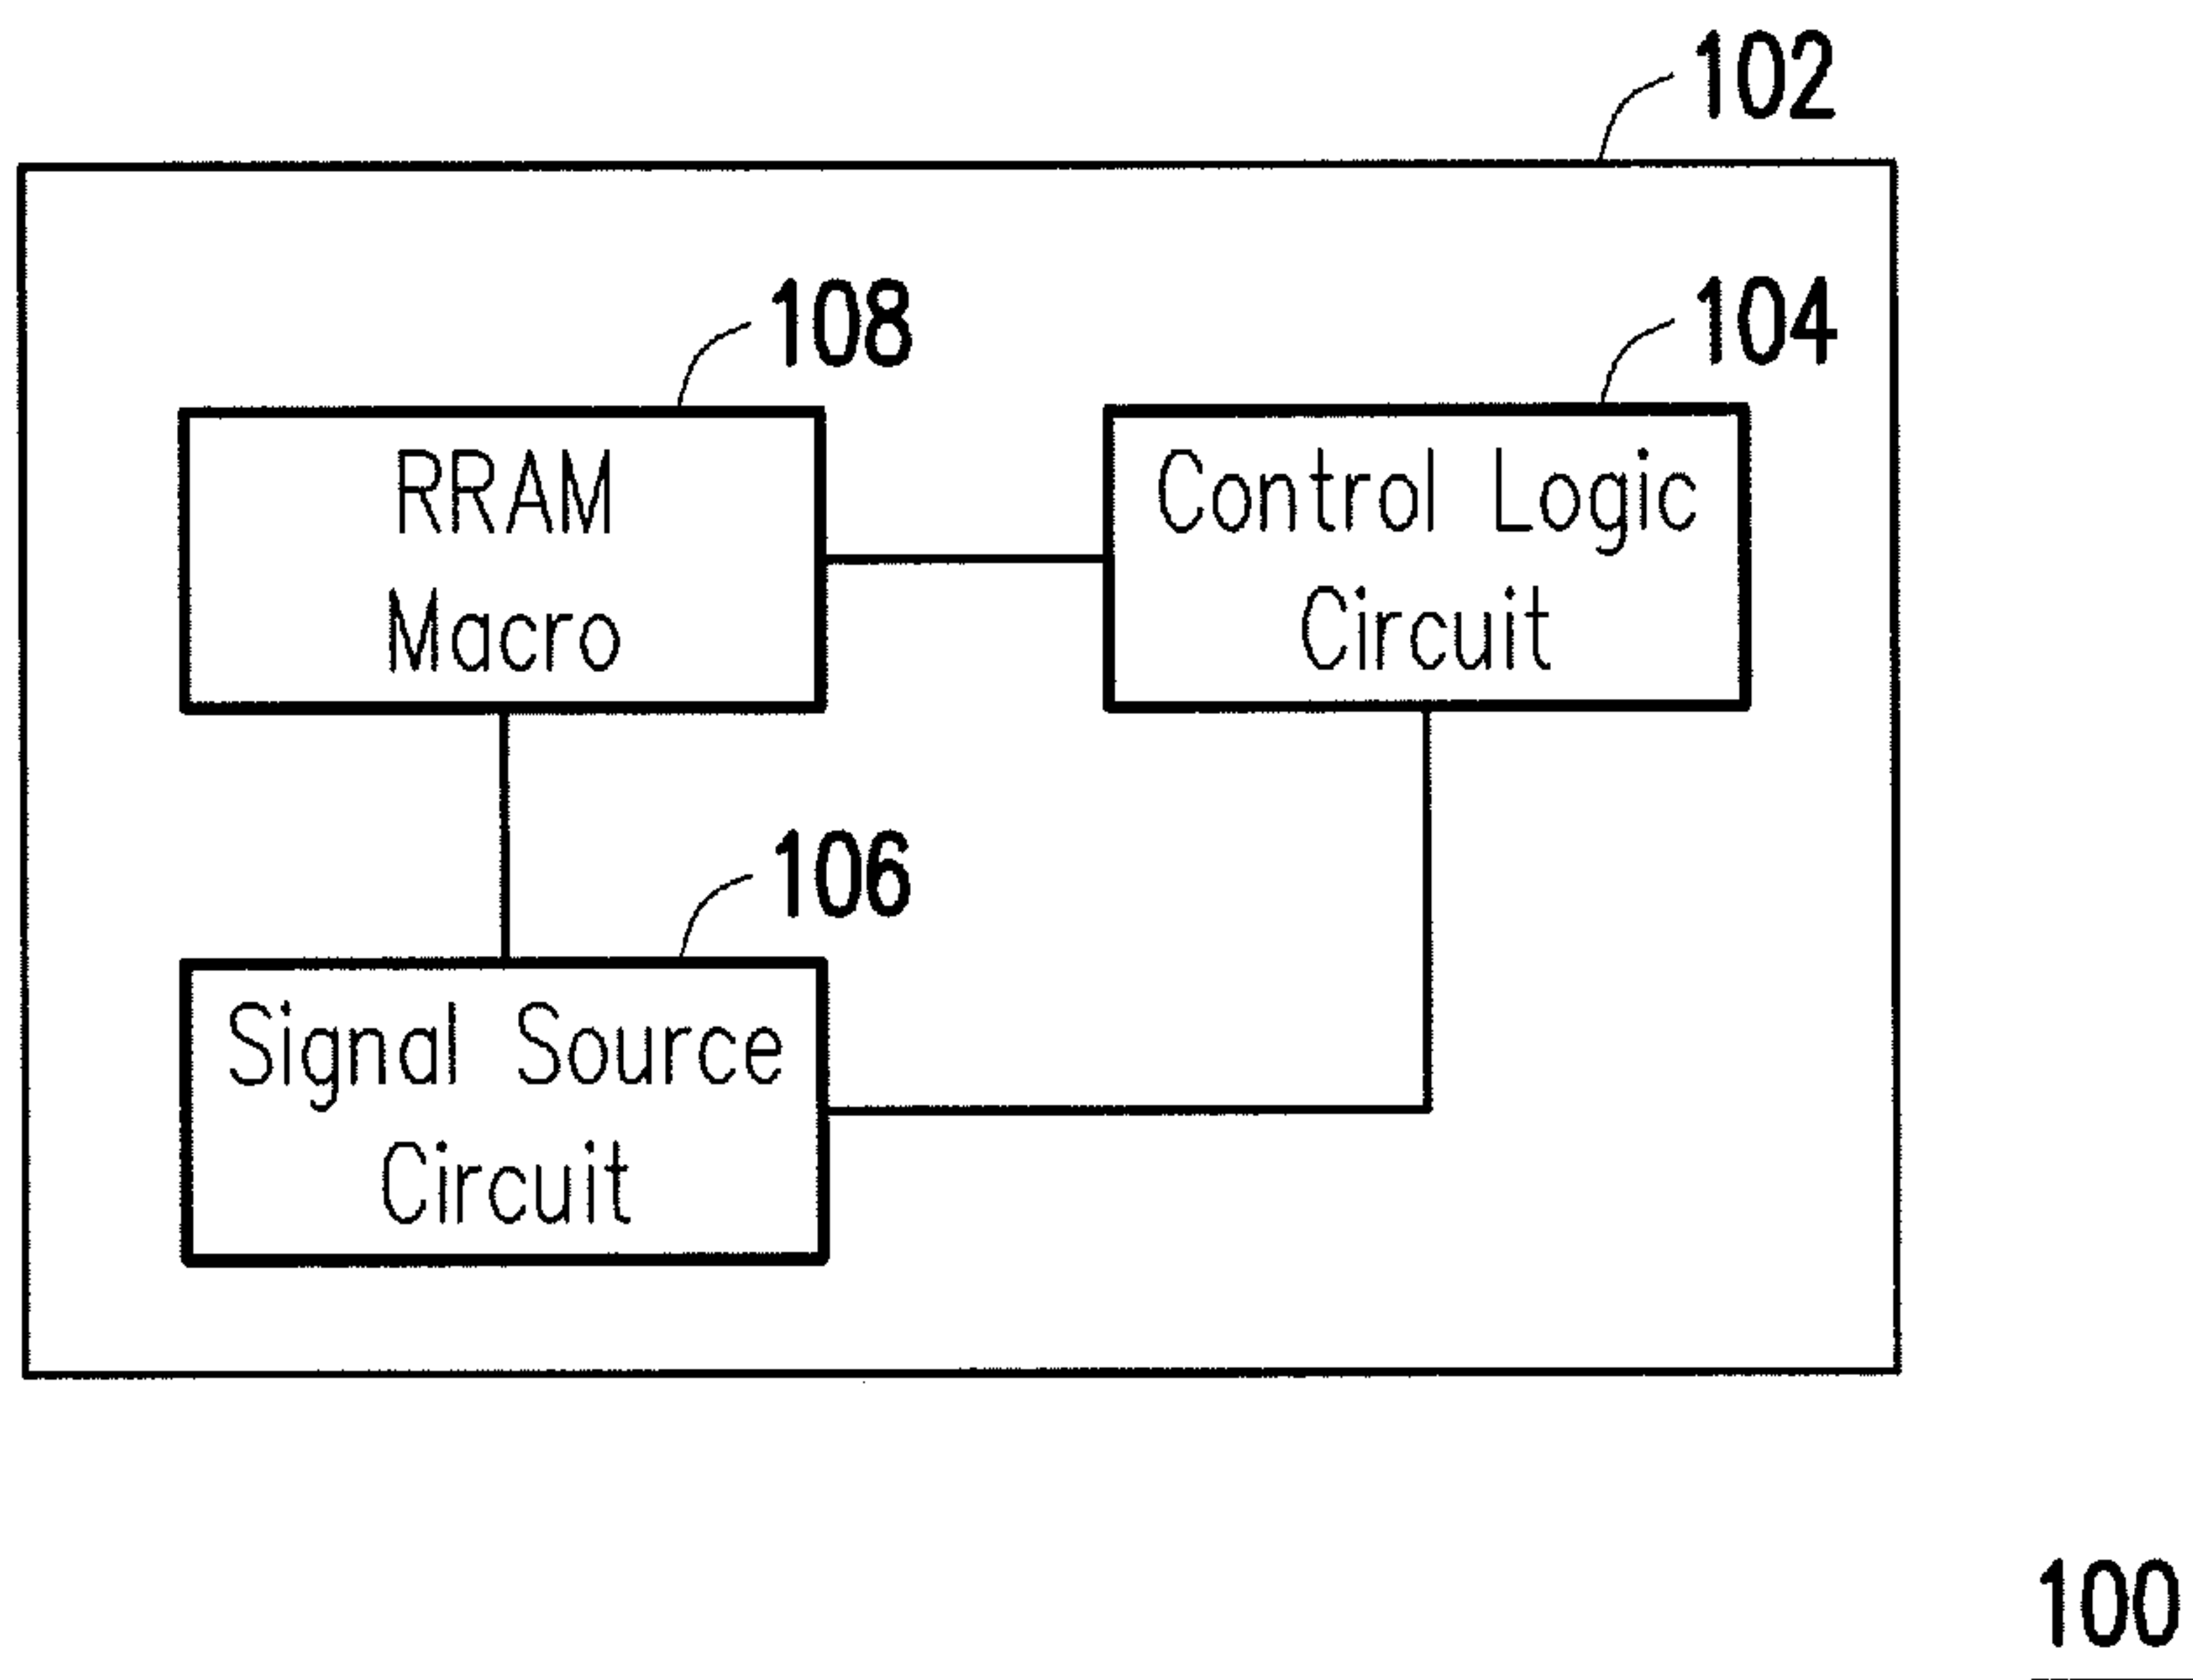 102
108
104
RRAM
Macro
Control Logic
Circuit
106
Signal Source
Circuit
100